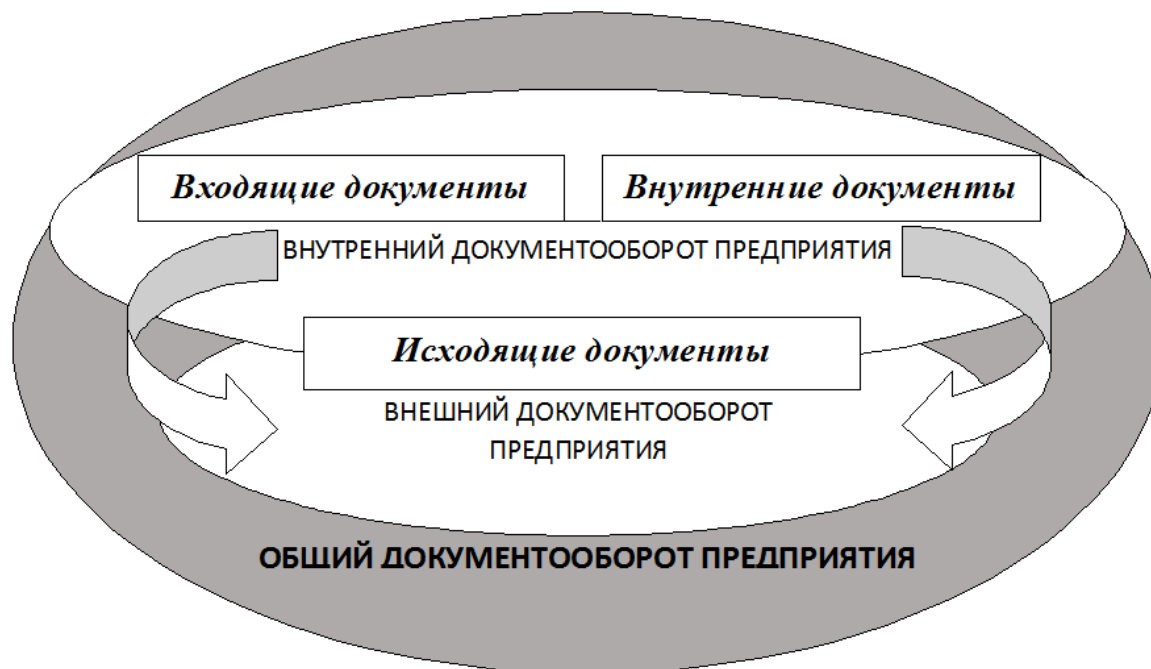 Входящие документы
Внутренние документы
ВНУТРЕННИЙ ДОКУМЕНТООБОРОТ ПРЕДПРИЯТИЯ
Исходящие документы
ВНЕШНИЙ ДОКУМЕНТООБОРОТ
ПРЕДПРИЯТИЯ
ОБЩИЙ ДОКУМЕНТООБОРОТ ПРЕДПРИЯТИЯ